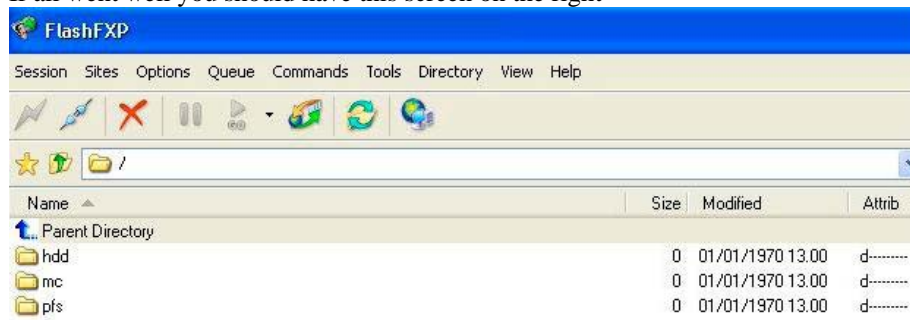 If all went well you should have this screen on the right
FlashFXP
Session Sites Options Queue Commands Tools Directory View Help
/
Name Size Modified Attrib
Parent Directory
hdd 0 01/01/1970 13.00 d---------
mc 0 01/01/1970 13.00 d---------
pfs 0 01/01/1970 13.00 d---------